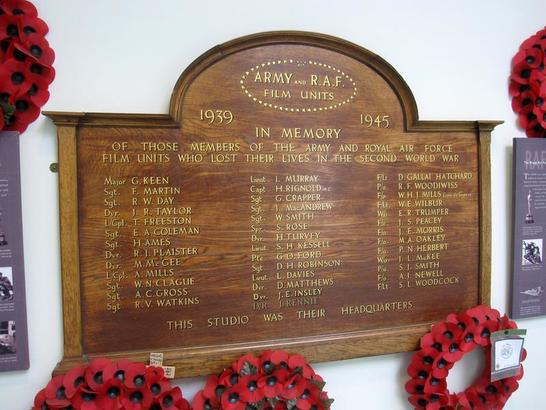 ARMY AND R.A.F.
FILM UNITS
1939 1945
IN MEMORY
OF THOSE MEMBERS OF THE ARMY AND ROYAL AIR FORCE
FILM UNITS WHO LOST THEIR LIVES IN THE SECOND WORLD WAR
Major G. KEEN
Sgt. F. MARTIN
Sgt. R. W. DAY
Dvr. J. R. TAYLOR
L/Cpl. T. FREESTON
Sgt. E. A. COLEMAN
Sgt. H. AMES
Dvr. R. J. PLAISTER
Dvr. M. McGEE
L/Cpl. A. MILLS
Sgt. W. N. CLAGUE
Sgt. A. C. GROSS
Sgt. R. V. WATKINS
Lieut. I. MURRAY
Capt H. RIGNOLD
Sgt. G. CRAPPER
Sgt. J. MacANDREW
Sgt. W. SMITH
Spr. S. ROSE
Dvr. H. TURVEY
Lieut. S. H. KESSELL
Pte. G. O. FORD
Sgt. D. H. ROBINSON
Lieut. L. DAVIES
Dvr. D. MATTHEWS
Dvr. J. E. INSLEY
J. RENNIE
D. GALLAI HATCHARD
R. F. WOODWISS
W. H. J. MILLS
W. E. WILBUR
E. R. TRUMPER
J. S. PEACEY
J. E. MORRIS
M. A. OAKLEY
P. N. HERBERT
J. L. McKEE
S. J. SMITH
A. J. NEWELL
S. L. WOODCOCK
THIS STUDIO WAS THEIR HEADQUARTERS